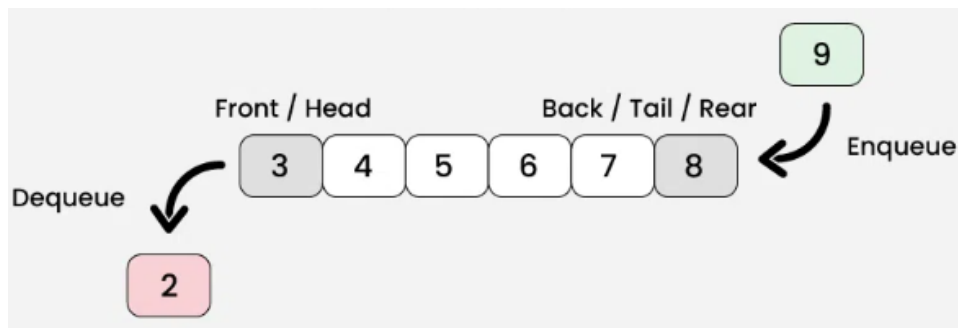 9
Front / Head
Back / Tail / Rear
Enqueue
3 4 5 6 7 8
Dequeue
2